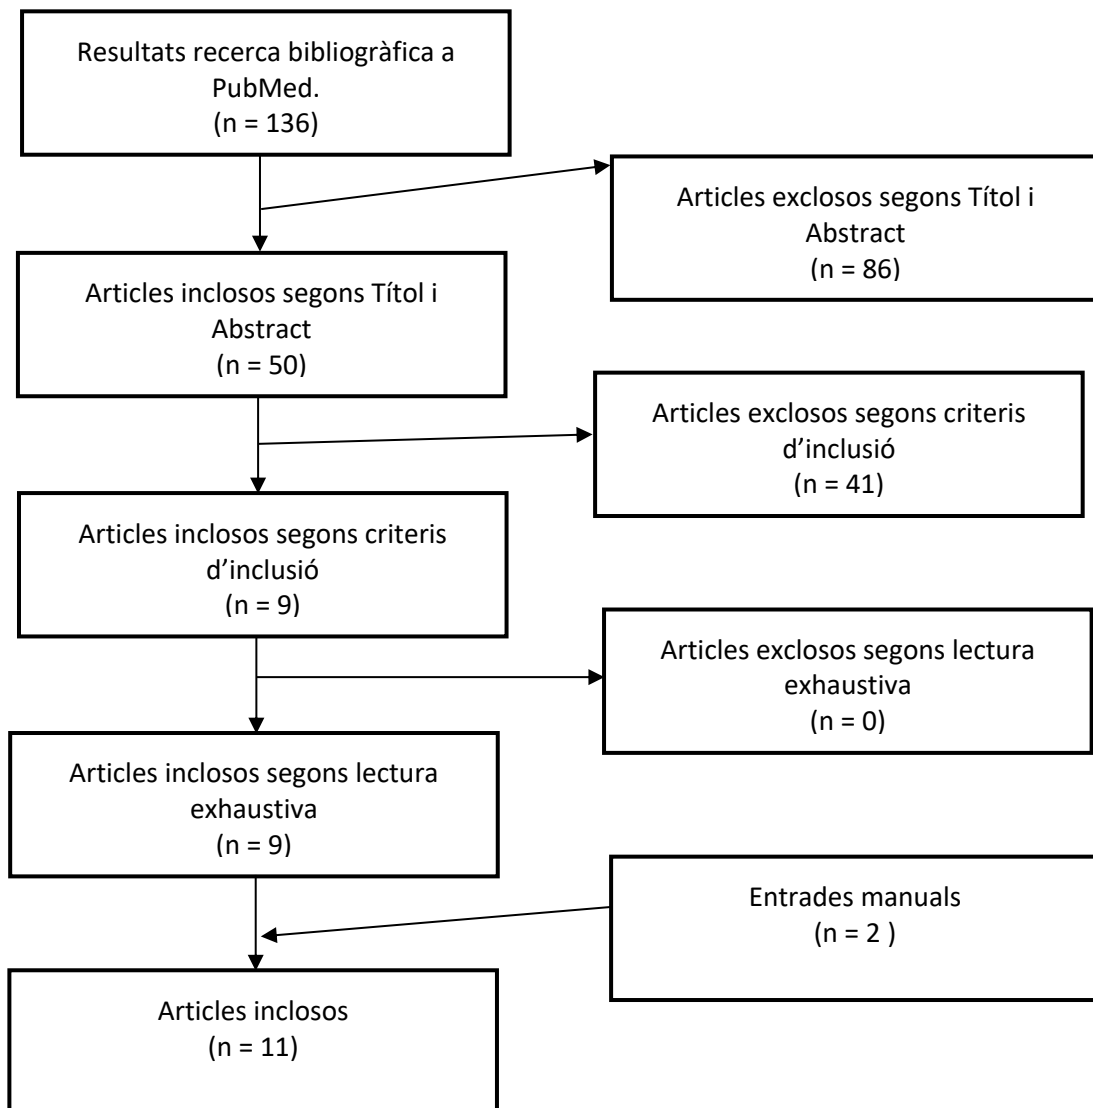 Resultats recerca bibliogràfica a
PubMed.
(n = 136)
Articles exclosos segons Títol i
Abstract
(n = 86)
Articles inclosos segons Títol i
Abstract
(n = 50)
Articles exclosos segons criteris
d’inclusió
(n = 41)
Articles inclosos segons criteris
d’inclusió
(n = 9)
Articles exclosos segons lectura
exhaustiva
(n = 0)
Articles inclosos segons lectura
exhaustiva
(n = 9)
Entrades manuals
(n = 2 )
Articles inclosos
(n = 11)